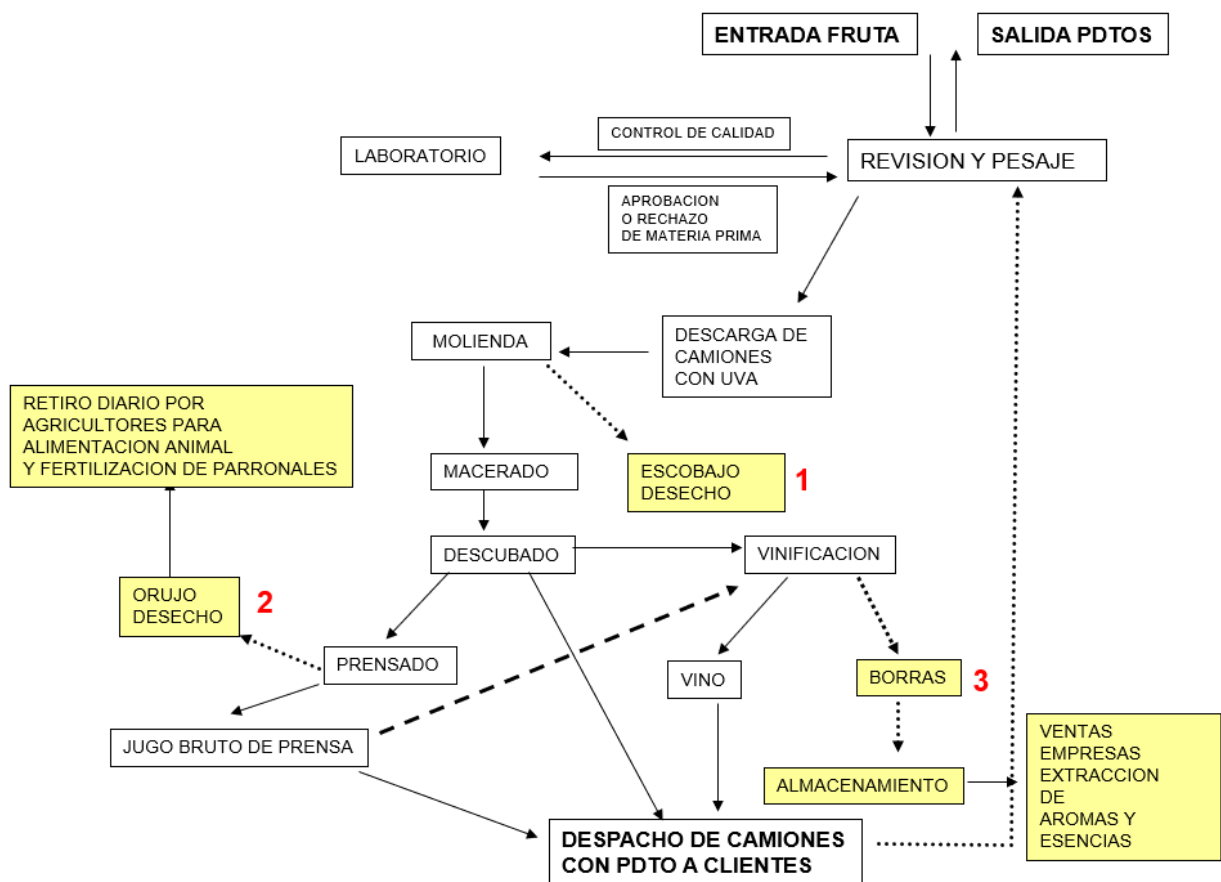 ENTRADA FRUTA
SALIDA PDTOS
CONTROL DE CALIDAD
LABORATORIO
REVISION Y PESAJE
APROBACION
O RECHAZO
DE MATERIA PRIMA
MOLIENDA
DESCARGA DE
CAMIONES
CON UVA
RETIRO DIARIO POR
AGRICULTORES PARA
ALIMENTACION ANIMAL
Y FERTILIZACION DE PARRONALES
MACERADO
ESCOBAJO
DESECHO
1
DESCUBADO
VINIFICACION
ORUJO
DESECHO
2
PRENSADO
VINO
BORRAS
3
JUGO BRUTO DE PRENSA
VENTAS
EMPRESAS
EXTRACCION
DE
AROMAS Y
ESENCIAS
ALMACENAMIENTO
DESPACHO DE CAMIONES
CON PDTO A CLIENTES